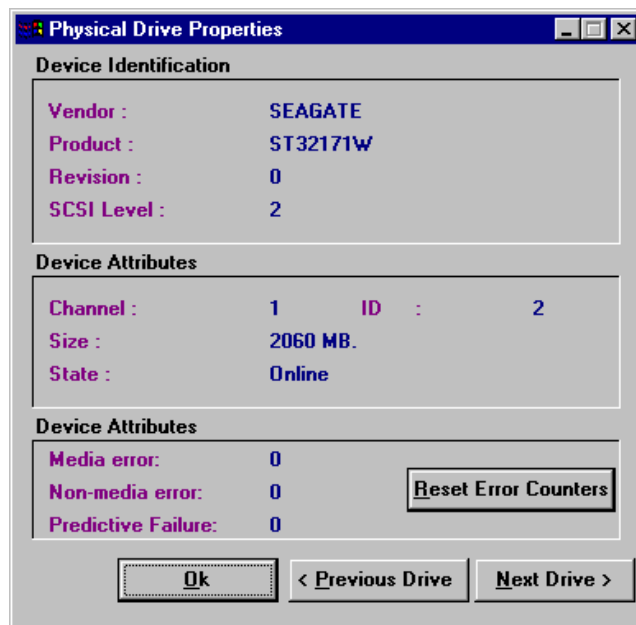 Physical Drive Properties
Device Identification
Vendor : SEAGATE
Product : ST32171W
Revision : 0
SCSI Level : 2
Device Attributes
Channel : 1 ID : 2
Size : 2060 MB.
State : Online
Device Attributes
Media error: 0
Non-media error: 0
Reset Error Counters
Predictive Failure: 0
Ok < Previous Drive Next Drive >